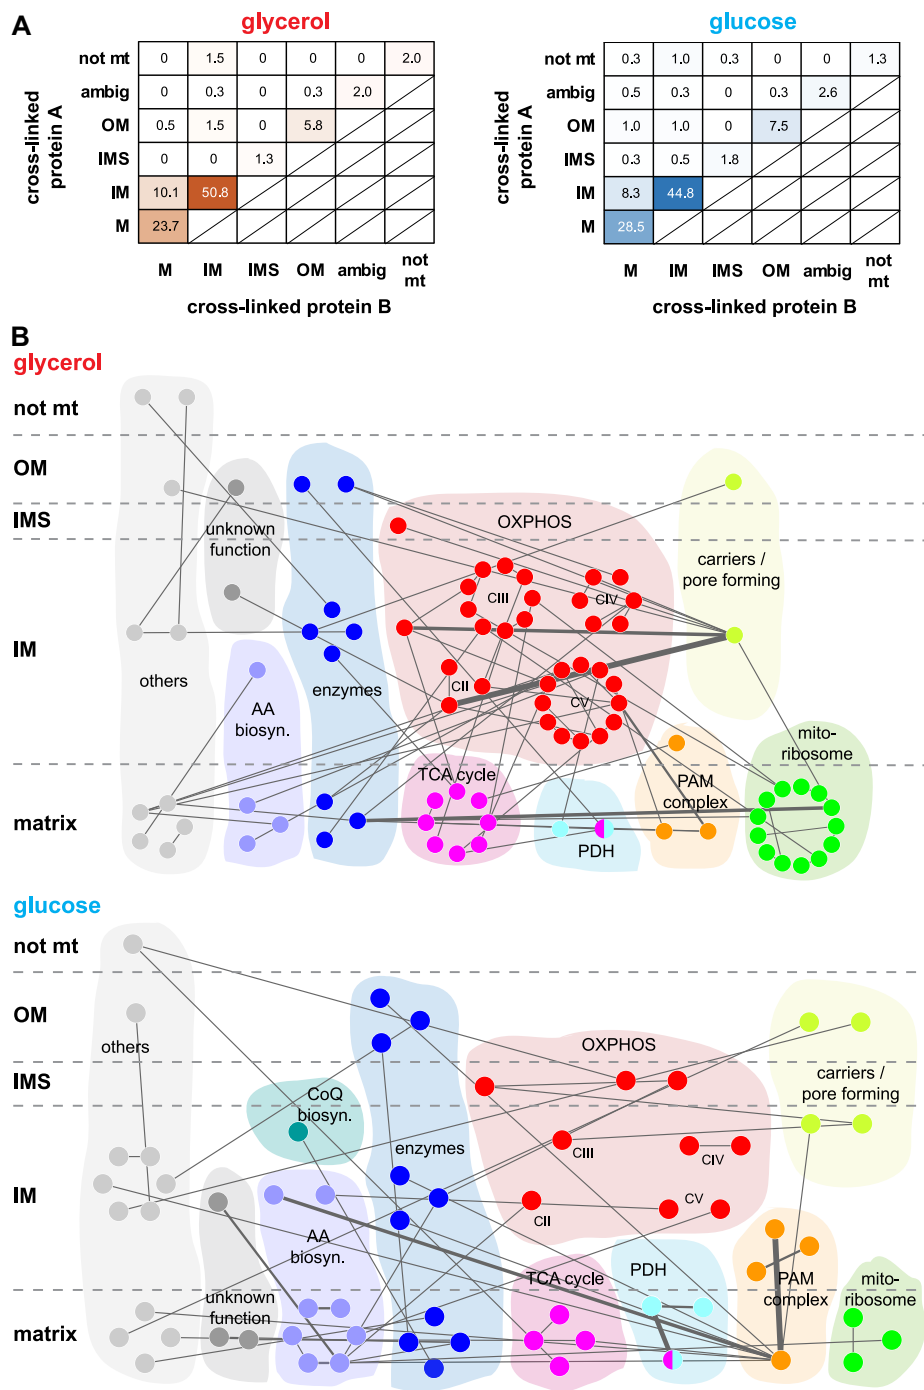 A
glycerol
cross-linked
protein A
not mt 0 1.5 0 0 0 2.0
ambig 0 0.3 0 0.3 2.0
OM 0.5 1.5 0 5.8
IMS 0 0 1.3
IM 10.1 50.8
M 23.7
M IM IMS OM ambig not
mt
cross-linked protein B
glucose
cross-linked
protein A
not mt 0.3 1.0 0.3 0 0 1.3
ambig 0.5 0.3 0 0.3 2.6
OM 1.0 1.0 0 7.5
IMS 0.3 0.5 1.8
IM 8.3 44.8
M 28.5
M IM IMS OM ambig not
mt
cross-linked protein B
B
glycerol
not mt
OM
IMS
OXPHOS
unknown
function
carriers /
pore forming
CIII
CIV
IM
others
enzymes
CII
AA
biosyn.
CV
mito-
ribosome
TCA cycle
PAM
complex
matrix
PDH
glucose
not mt
OM
others
OXPHOS
IMS
carriers /
pore forming
CoQ
biosyn.
enzymes
CIII
CIV
IM
CV
CII
AA
biosyn.
PDH
TCA cycle
PAM
complex
mito-
ribosome
unknown
function
matrix